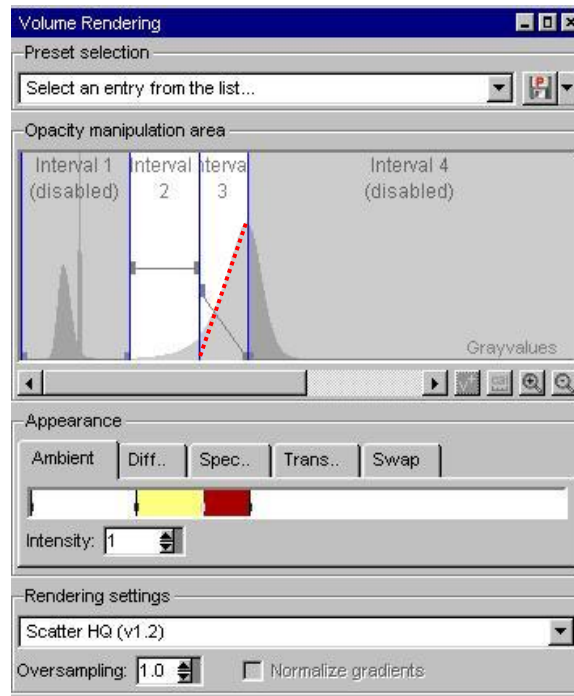 Volume Rendering
Preset selection
Select an entry from the list...
P
Opacity manipulation area
Interval 1 Interval nterva Interval 4
(disabled) 2 3 (disabled)
Grayvalues
Appearance
Ambient Diff.. Spec.. Trans.. Swap
Intensity: 1
Rendering settings
Scatter HQ (v1.2)
Oversampling: 1.0 Normalize gradients